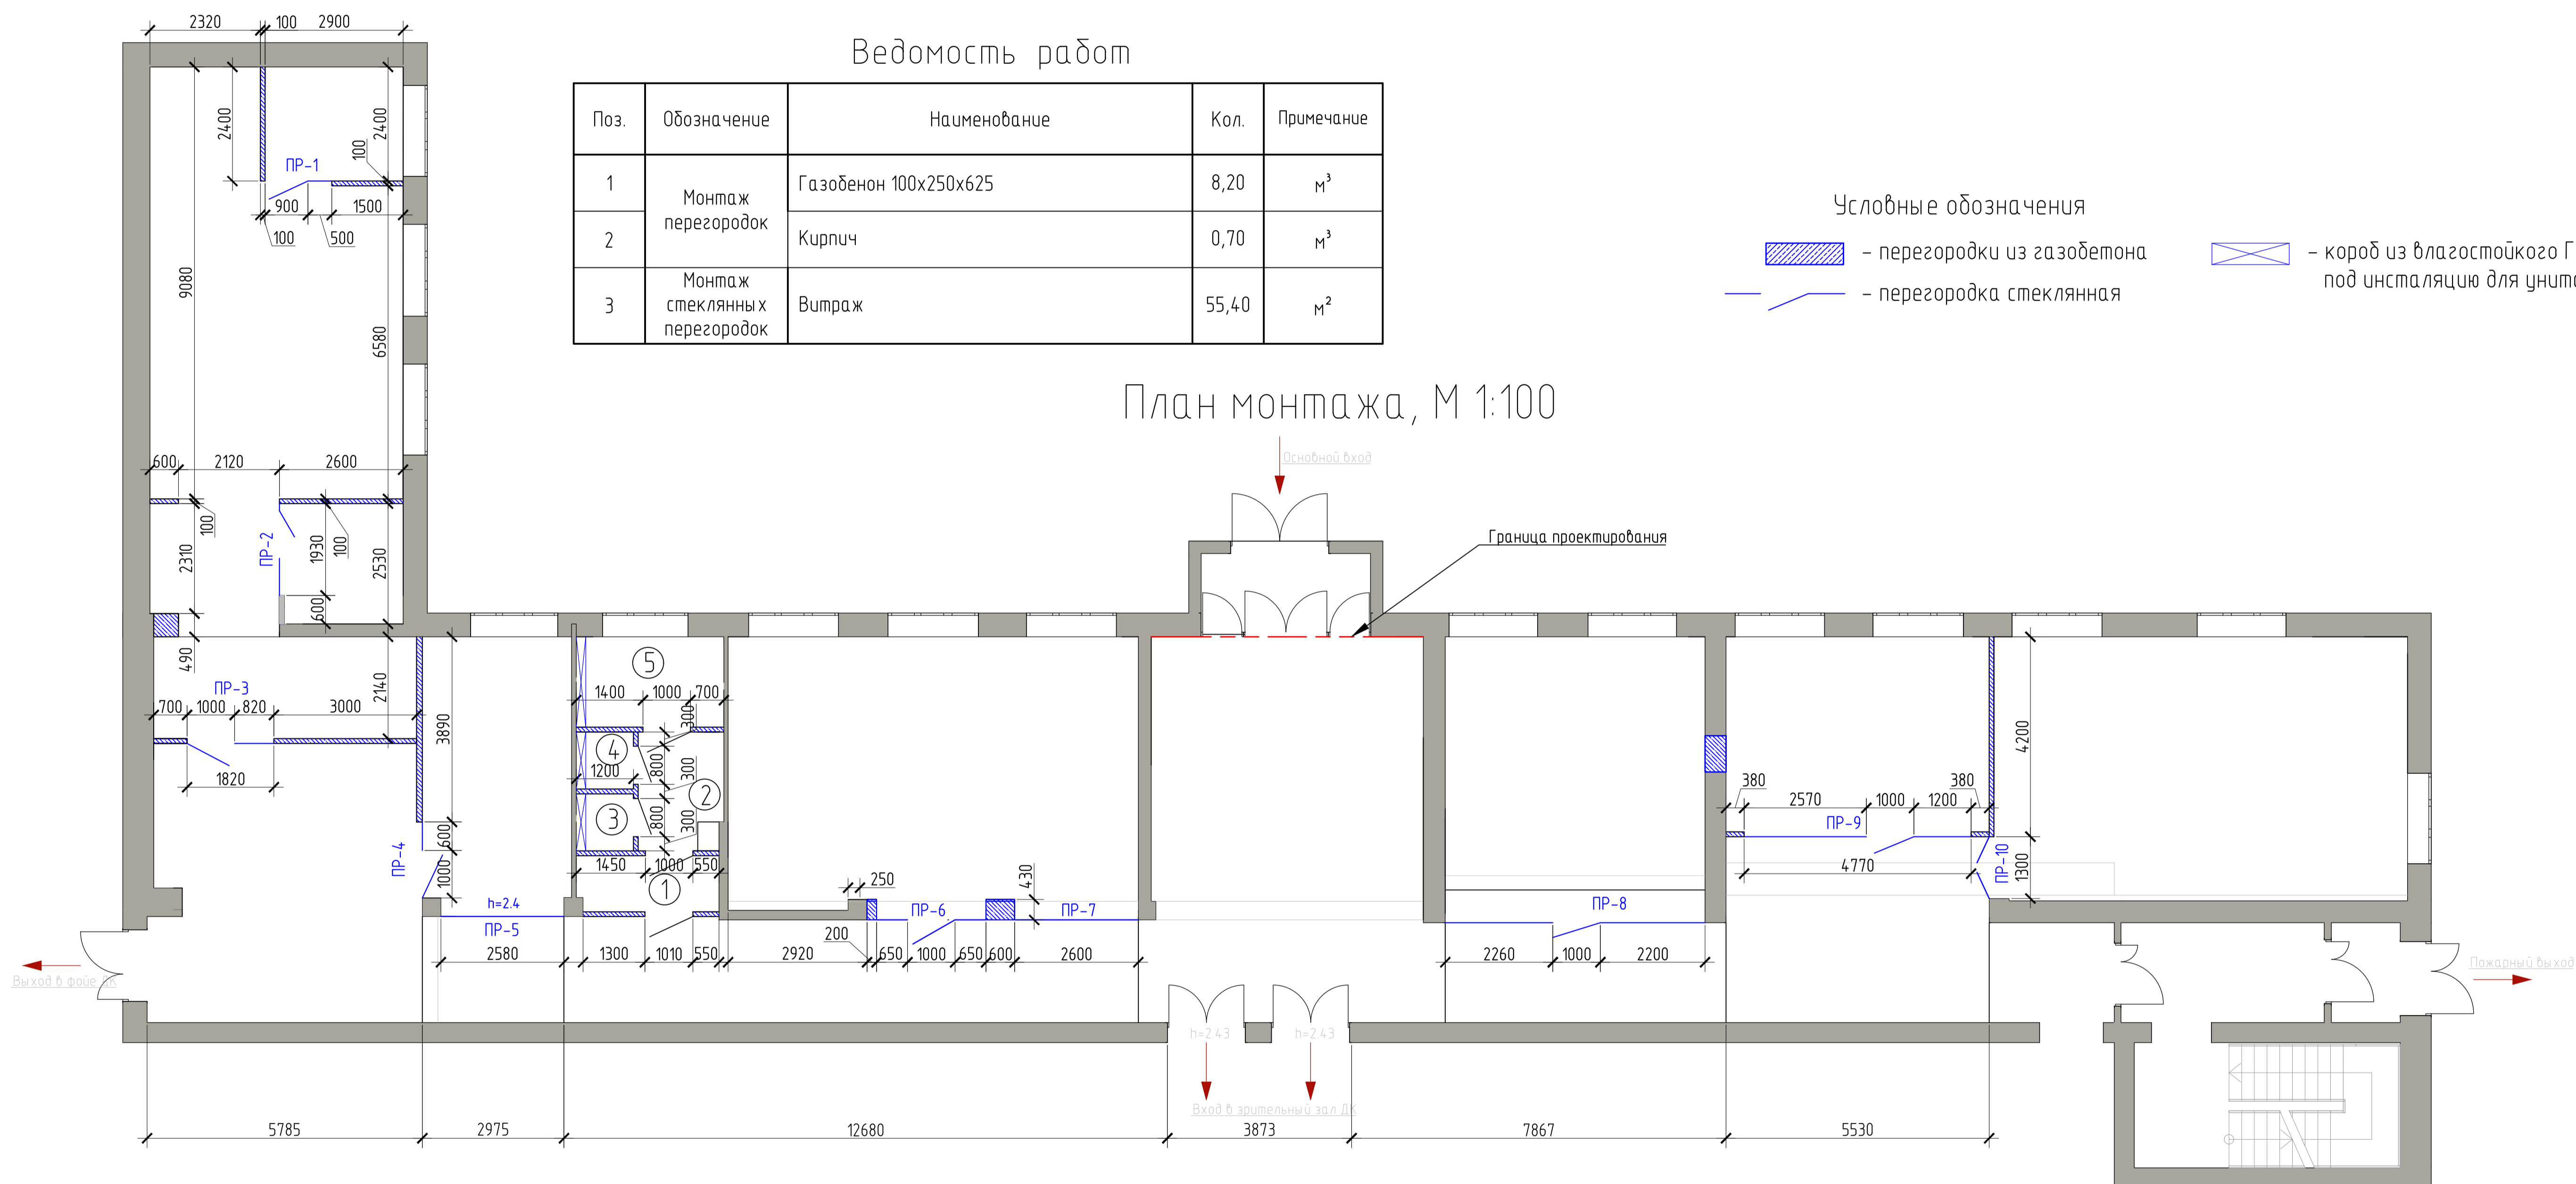 Ведомость работ
Поз.
Обозначение
Наименование
Кол.
Примечание
1
Монтаж
перегородок
Газобенон 100х250х625
8,20
м³
2
Кирпич
0,70
м³
3
Монтаж
стеклянных
перегородок
Витраж
55,40
м²
Условные обозначения
– перегородки из газобетона
– перегородка стеклянная
– короб из влагостойкого Г
под инсталяцию для унит
План монтажа, М 1:100
Основной вход
Граница проектирования
2320
100
2900
2400
2400
100
ПР-1
900
1500
100
500
9080
6580
600
2120
2600
100
2310
ПР-2
1930
100
2530
600
490
2140
ПР-3
700
1000
820
3000
1820
3890
600
1000
ПР-4
h=2.4
ПР-5
2580
5
1400
1000
700
300
4
1200
800
300
2
3
800
300
1450
1000
550
1
1300
1010
550
250
430
200
ПР-6
ПР-7
2920
650
1000
650
600
2600
ПР-8
2260
1000
2200
380
380
2570
1000
1200
ПР-9
4770
4200
ПР-10
1300
Выход в фойе ДК
Пожарный выход
h=2.43
h=2.43
Вход в зрительный зал ДК
5785
2975
12680
3873
7867
5530